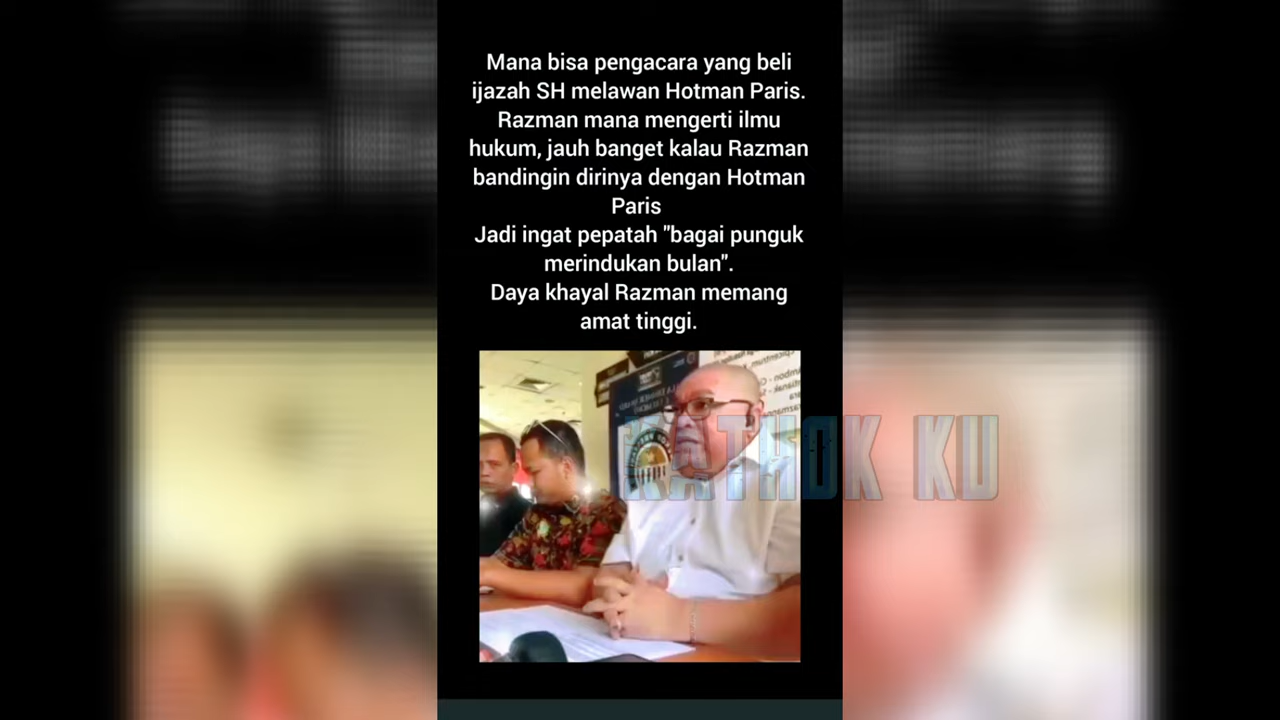 Mana bisa pengacara yang beli
ijazah SH melawan Hotman Paris.
Razman mana mengerti ilmu
hukum, jauh banget kalau Razman
bandingin dirinya dengan Hotman
Paris
Jadi ingat pepatah "bagai punguk
merindukan bulan".
Daya khayal Razman memang
amat tinggi.
KATHOK KU